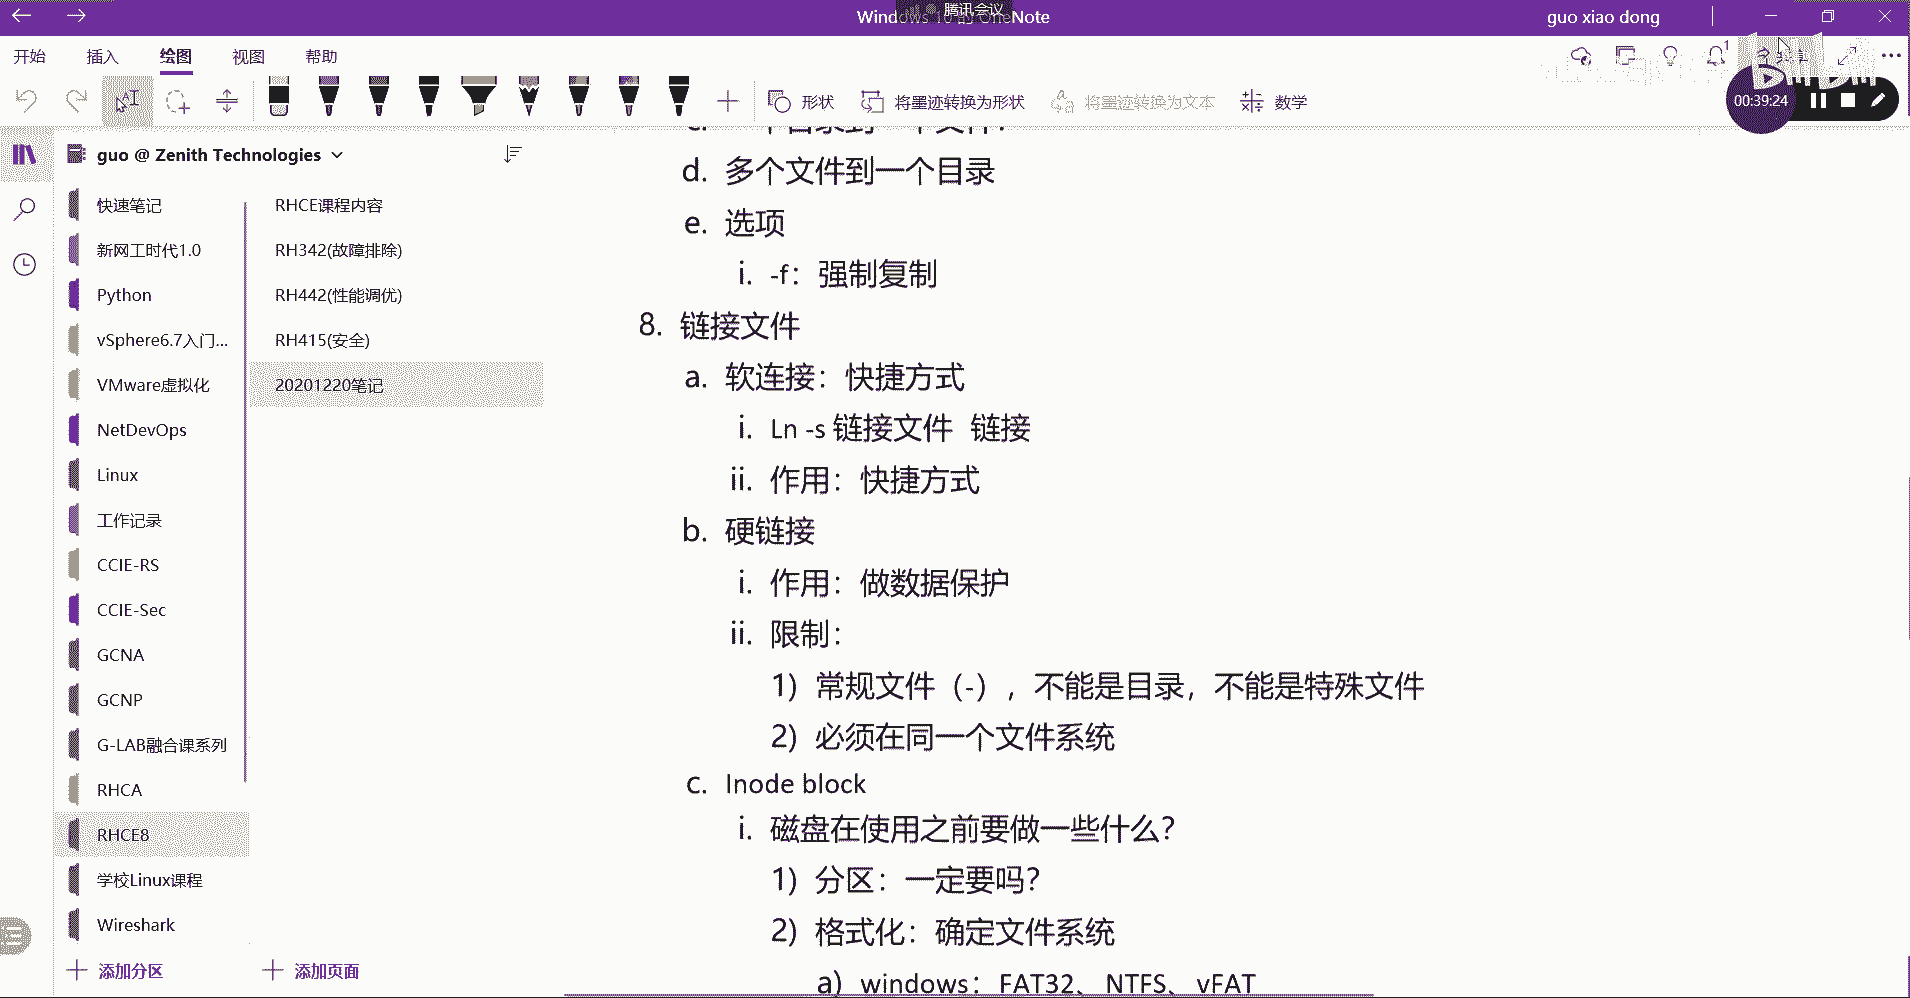 Windows 10 的 OneNote
腾讯会议
guo xiao dong
开始 插入 绘图 视图 帮助
形状 将墨迹转换为形状 将墨迹转换为文本 数学
00:39:24
guo @ Zenith Technologies
快速笔记
新网工时代1.0
Python
vSphere6.7入门...
VMware虚拟化
NetDevOps
Linux
工作记录
CCIE-RS
CCIE-Sec
GCNA
GCNP
G-LAB融合课系列
RHCA
RHCE8
学校Linux课程
Wireshark
添加分区
RHCE课程内容
RH342(故障排除)
RH442(性能调优)
RH415(安全)
20201220笔记
添加页面
d. 多个文件到一个目录
e. 选项
i. -f：强制复制
8. 链接文件
a. 软连接：快捷方式
i. Ln -s 链接文件 链接
ii. 作用：快捷方式
b. 硬链接
i. 作用：做数据保护
ii. 限制：
1) 常规文件（-），不能是目录，不能是特殊文件
2) 必须在同一个文件系统
c. Inode block
i. 磁盘在使用之前要做一些什么？
1) 分区：一定要吗？
2) 格式化：确定文件系统
a) windows：FAT32、NTFS、vFAT